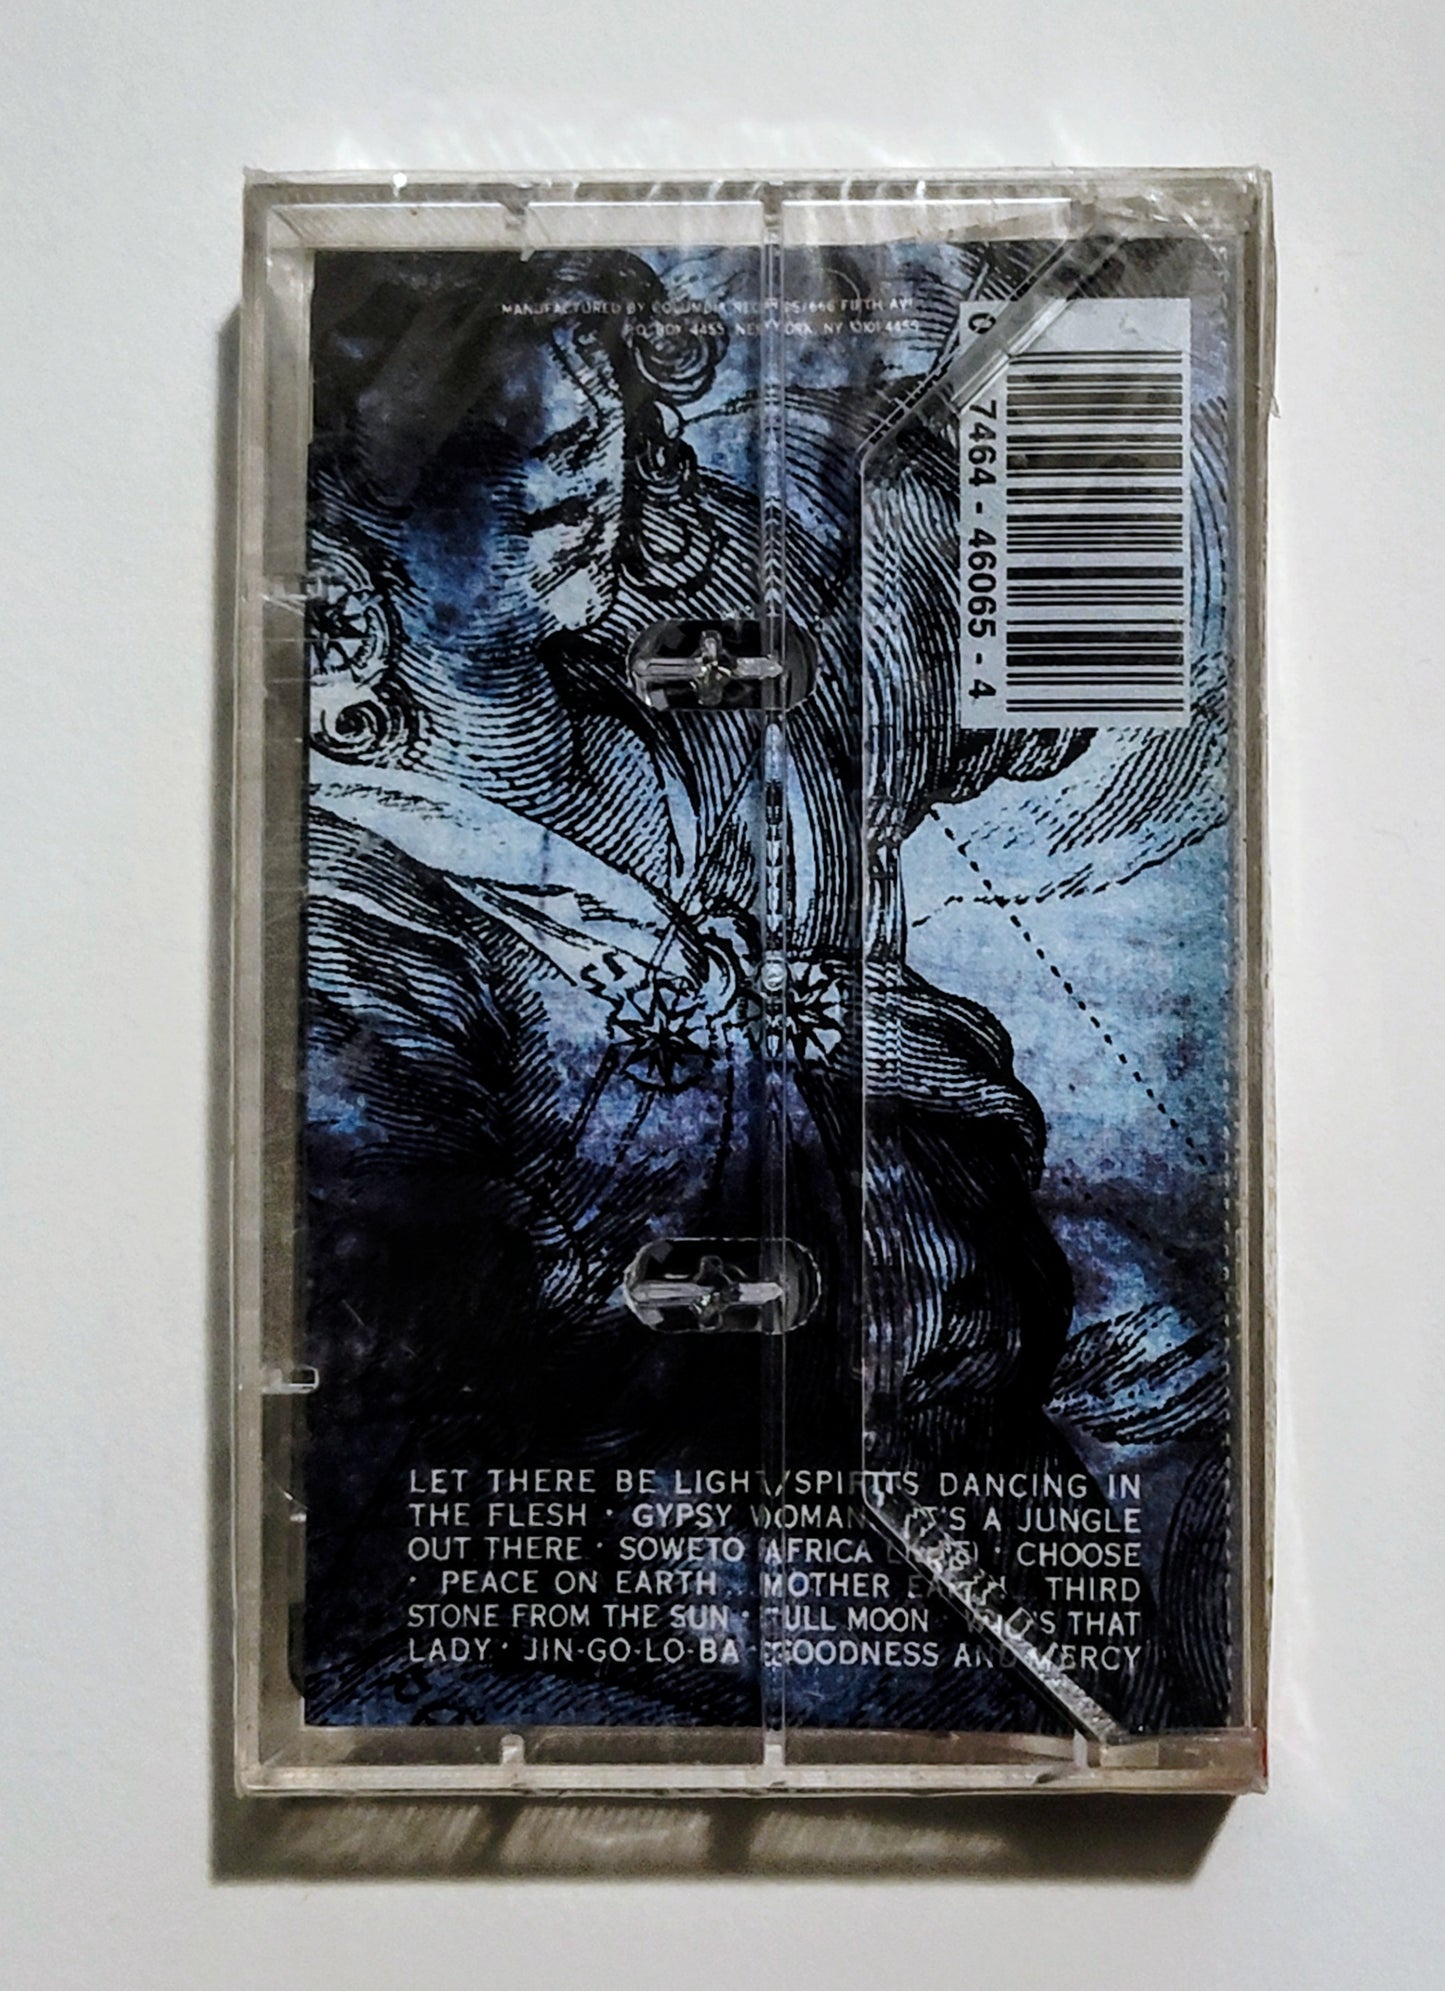 MANUFACTURED BY COLUMBIA RECORDS/666 FIFTH AVE.
P.O. BOX 4455, NEW YORK, NY 10101-4455
0 7464-46065-4
LET THERE BE LIGHT/SPIRITS DANCING IN
THE FLESH · GYPSY WOMAN · IT'S A JUNGLE
OUT THERE · SOWETO (AFRICA · CHOOSE
· PEACE ON EARTH...MOTHER EARTH... THIRD
STONE FROM THE SUN · FULL MOON · WHO'S THAT
LADY · JIN-GO-LO-BA · GOODNESS AND MERCY